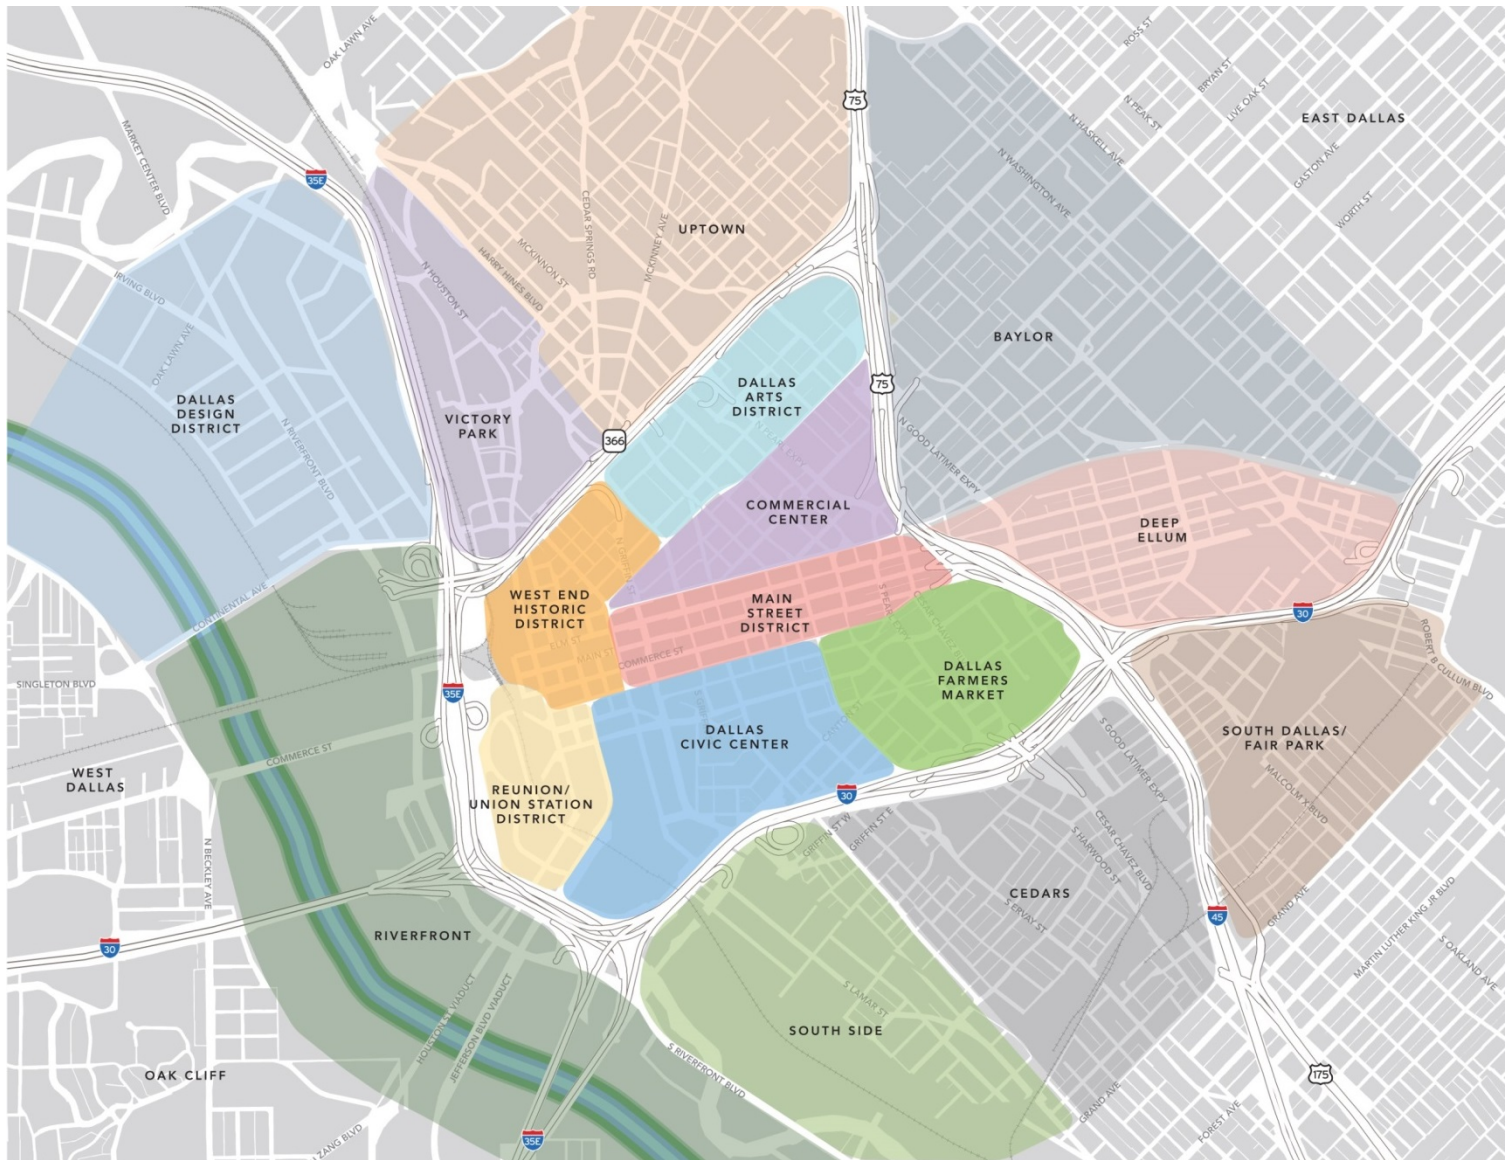 OAK LAWN AVE
ROSS ST
BRYAN ST
LIVE OAK ST
N PEAK ST
75
EAST DALLAS
N HASKELL AVE
MARKET CENTER BLVD
GASTON AVE
35E
N WASHINGTON AVE
WORTH ST
CEDAR SPRINGS RD
MCKINNEY AVE
UPTOWN
MCKINNON ST
HARRY HINES BLVD
N HOUSTON ST
IRVING BLVD
OAK LAWN AVE
BAYLOR
75
DALLAS
ARTS
DISTRICT
DALLAS
DESIGN
DISTRICT
VICTORY
PARK
366
N PEARL EXPY
N GOOD LATIMER EXPY
N RIVERFRONT BLVD
COMMERCIAL
CENTER
DEEP
ELLUM
N GRIFFIN ST
WEST END
HISTORIC
DISTRICT
MAIN
STREET
DISTRICT
CONTINENTAL AVE
30
ELM ST
MAIN ST
COMMERCE ST
ROBERT B CULLUM BLVD
DALLAS
FARMERS
MARKET
SINGLETON BLVD
35E
DALLAS
CIVIC CENTER
CANTON ST
S GOOD LATIMER EXPY
SOUTH DALLAS/
FAIR PARK
COMMERCE ST
WEST
DALLAS
REUNION/
UNION STATION
DISTRICT
30
MALCOLM X BLVD
GRIFFIN ST W
GRIFFIN ST E
CESAR CHAVEZ BLVD
S HARWOOD ST
N BECKLEY AVE
CEDARS
S ERVAY ST
GRAND AVE
45
MARTIN LUTHER KING JR BLVD
S OAKLAND AVE
30
RIVERFRONT
HOUSTON ST VIADUCT
JEFFERSON BLVD VIADUCT
S LAMAR ST
SOUTH SIDE
S RIVERFRONT BLVD
OAK CLIFF
175
GRAND AVE
FOREST AVE
35E
ZANG BLVD